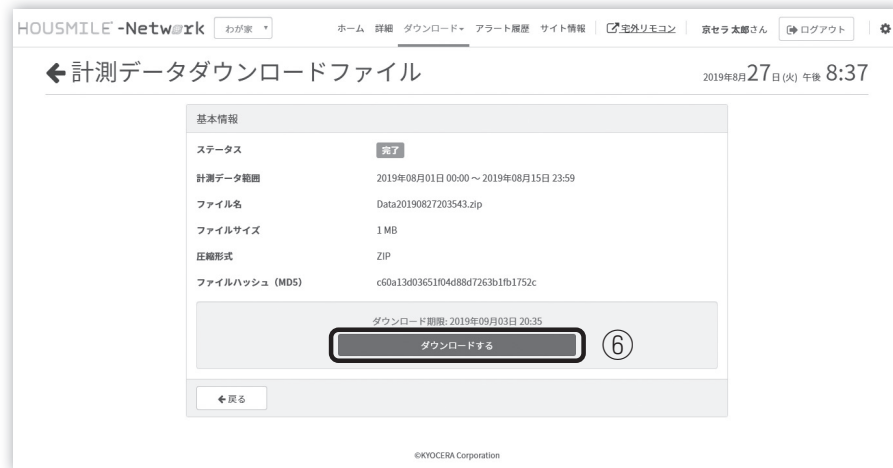 HOUSMILE-Network わが家 ▼ ホーム 詳細 ダウンロード▾ アラート履歴 サイト情報 宅外リモコン 京セラ 太郎さん ログアウト
←計測データダウンロードファイル 2019年8月27日(火) 午後 8:37
基本情報
ステータス 完了
計測データ範囲 2019年08月01日 00:00 ～ 2019年08月15日 23:59
ファイル名 Data20190827203543.zip
ファイルサイズ 1 MB
圧縮形式 ZIP
ファイルハッシュ（MD5） c60a13d03651f04d88d7263b1fb1752c
ダウンロード期限: 2019年09月03日 20:35
ダウンロードする ⑥
←戻る
©KYOCERA Corporation